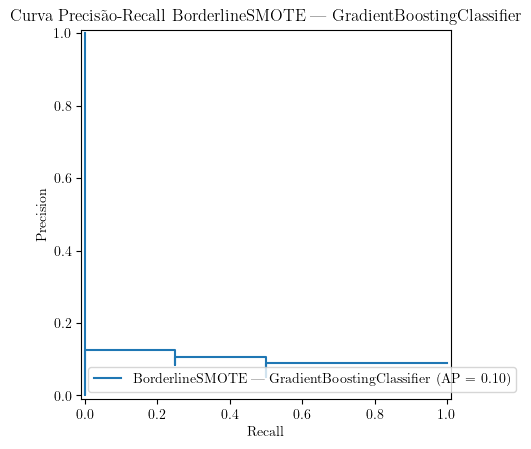 Curva Precisão-Recall BorderlineSMOTE — GradientBoostingClassifier
1.0
0.8
0.6
0.4
0.2
0.0
Precision
BorderlineSMOTE — GradientBoostingClassifier (AP = 0.10)
0.0 0.2 0.4 0.6 0.8 1.0
Recall